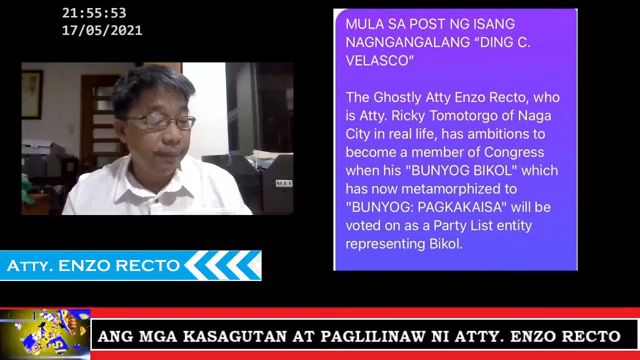 21:55:53
17/05/2021
MULA SA POST NG ISANG
NAGNGANGALANG "DING C.
VELASCO"
The Ghostly Atty Enzo Recto, who
is Atty. Ricky Tomotorgo of Naga
City in real life, has ambitions to
become a member of Congress
when his "BUNYOG BIKOL" which
has now metamorphized to
"BUNYOG: PAGKAKAISA" will be
voted on as a Party List entity
representing Bikol.
ATTY. ENZO RECTO
ANG MGA KASAGUTAN AT PAGLILINAW NI ATTY. ENZO RECTO